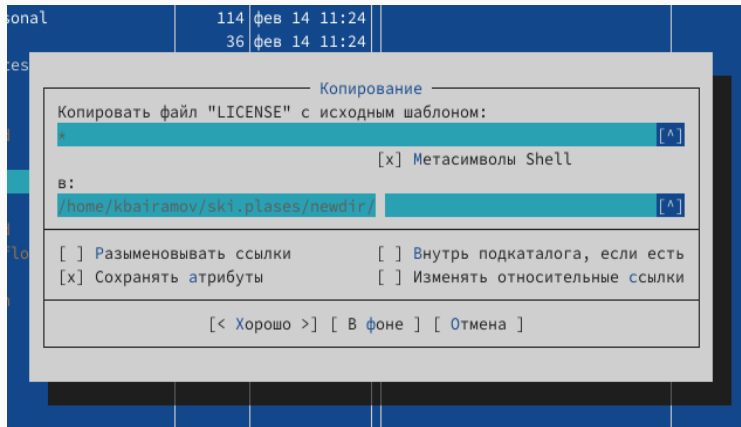 sonal 114 фев 14 11:24
36 фев 14 11:24
tes
Копирование
Копировать файл "LICENSE" с исходным шаблоном:
* [^]
[x] Метасимволы Shell
в:
/home/kbairamov/ski.plases/newdir/ [^]
flo
[ ] Разыменовывать ссылки [ ] Внутрь подкаталога, если есть
[x] Сохранять атрибуты [ ] Изменять относительные ссылки
[< Хорошо >] [ В фоне ] [ Отмена ]